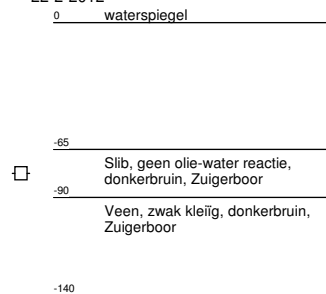 22-2-2012
0 waterspiegel
-65
Slib, geen olie-water reactie,
donkerbruin, Zuigerboor
-90
Veen, zwak kleiïg, donkerbruin,
Zuigerboor
-140